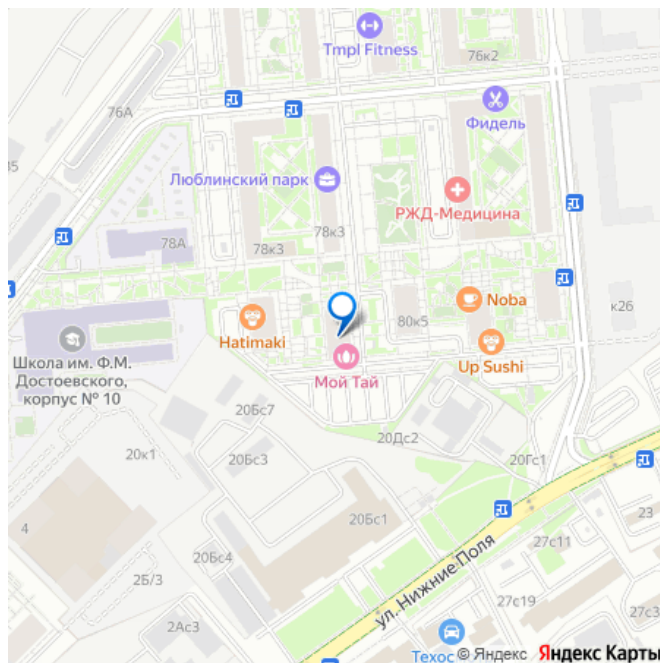 Tmpl Fitness
76к2
76А
Фидель
35
Люблинский парк
РЖД-Медицина
78А
78к3
78к3
Noba
к26
80к5
Hatimaki
Up Sushi
Школа им. Ф.М.
Достоевского,
корпус № 10
Мой Тай
20Бс7
20Дс2
20к1
20Бс3
20Гс1
4
20Бс1
23
27с11
20Бс4
ул. Нижние Поля
2Б/3
27с19
27с3
2Ас3
Техос
© Яндекс Яндекс Карты